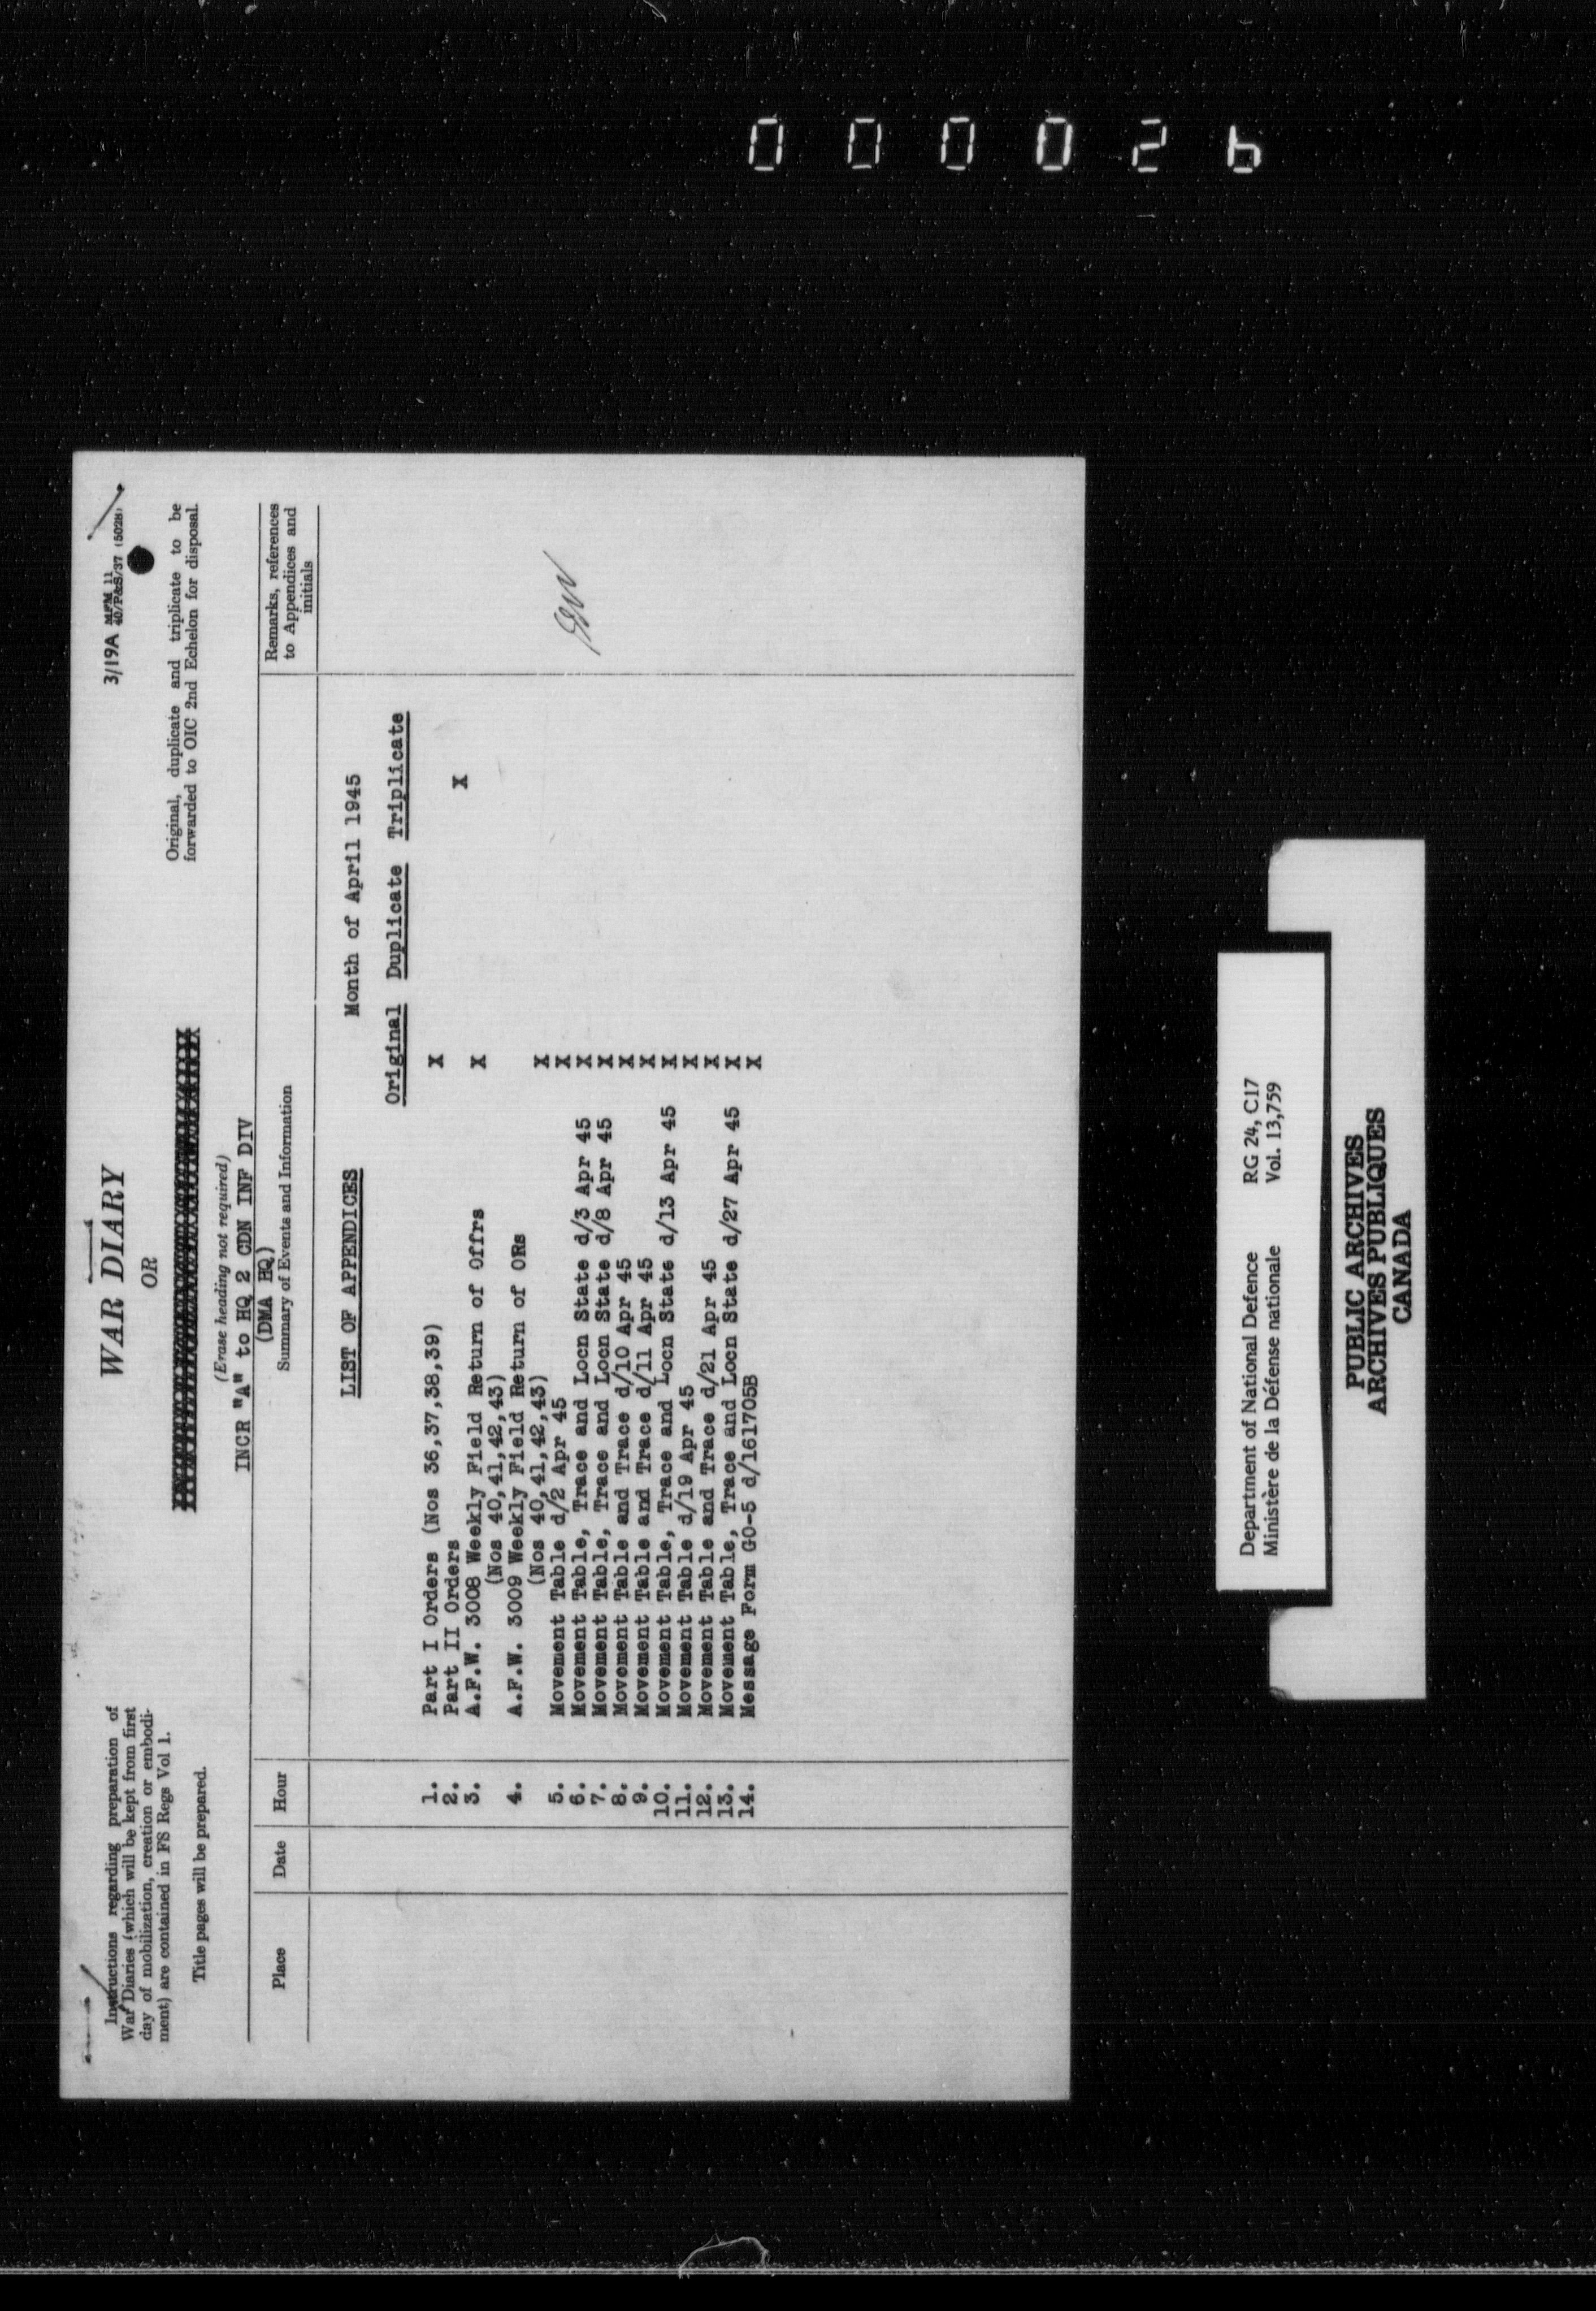 000026
Instructions regarding preparation of
War Diaries (which will be kept from first
day of mobilization, creation or embodi-
ment) are contained in FS Regs Vol 1.
Title pages will be prepared.
WAR DIARY
OR
(Erase heading not required)
INCR "A" to HQ 2 CDN INF DIV
(DMA HQ)
3/19A MFM 11
40/P&S/37 (5028)
Original, duplicate and triplicate to be
forwarded to OIC 2nd Echelon for disposal.
Place Date Hour Summary of Events and Information Remarks, references
to Appendices and
initials
LIST OF APPENDICES Month of April 1945
Original Duplicate Triplicate
1. Part I Orders (Nos 36,37,38,39) X
2. Part II Orders X
3. A.F.W. 3008 Weekly Field Return of Offrs X
(Nos 40,41,42,43)
4. A.F.W. 3009 Weekly Field Return of ORs
(Nos 40,41,42,43) X
5. Movement Table d/2 Apr 45 X
6. Movement Table, Trace and Locn State d/3 Apr 45 X
7. Movement Table, Trace and Locn State d/8 Apr 45 X
8. Movement Table and Trace d/10 Apr 45 X
9. Movement Table and Trace d/11 Apr 45 X
10. Movement Table, Trace and Locn State d/13 Apr 45 X
11. Movement Table d/19 Apr 45 X
12. Movement Table and Trace d/21 Apr 45 X
13. Movement Table, Trace and Locn State d/27 Apr 45 X
14. Message Form GO-5 d/161705B X
Department of National Defence RG 24, C17
Ministère de la Défense nationale Vol. 13,759
PUBLIC ARCHIVES
ARCHIVES PUBLIQUES
CANADA